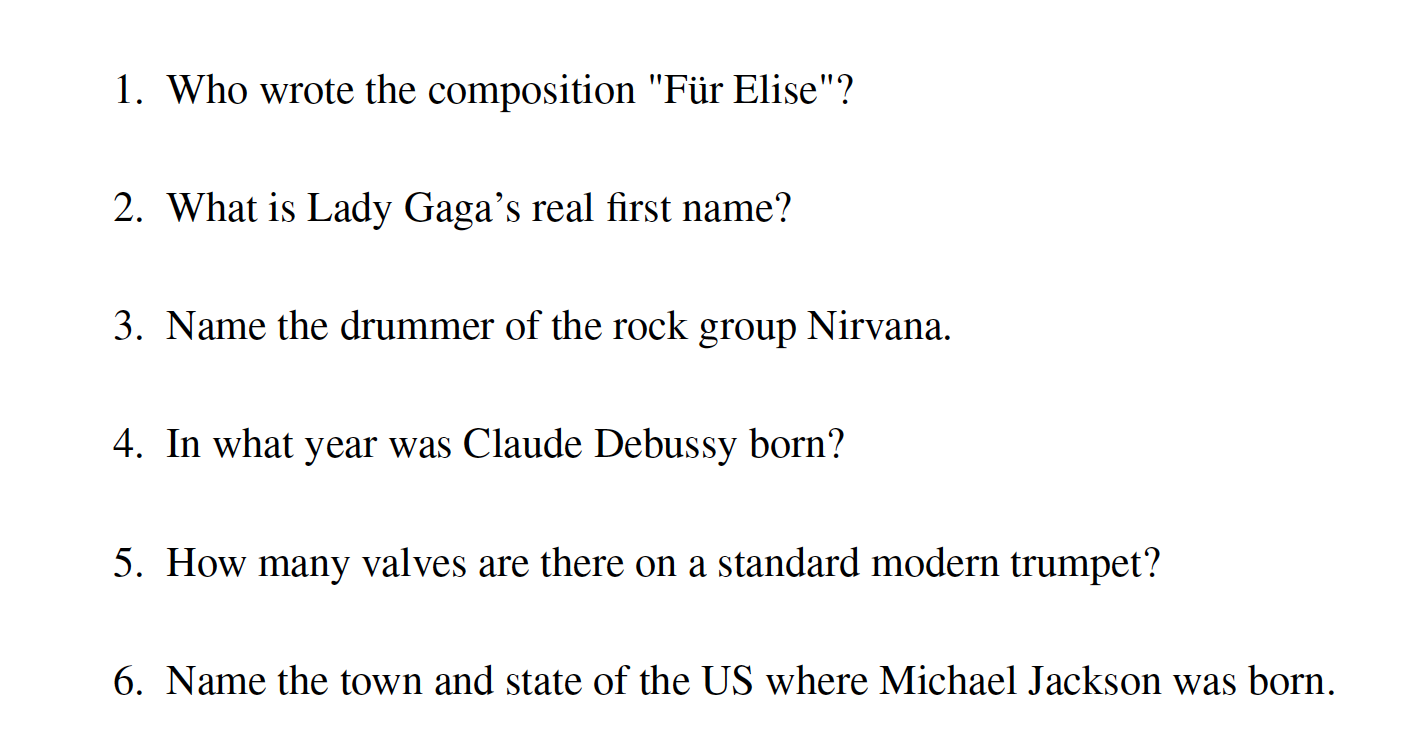 1. Who wrote the composition "Für Elise"?
2. What is Lady Gaga’s real first name?
3. Name the drummer of the rock group Nirvana.
4. In what year was Claude Debussy born?
5. How many valves are there on a standard modern trumpet?
6. Name the town and state of the US where Michael Jackson was born.